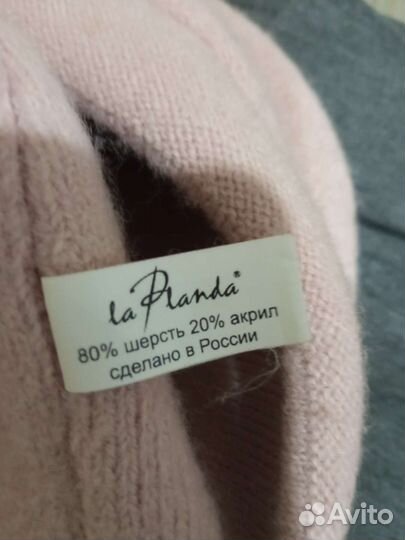 la Planda®
80% шерсть 20% акрил
сделано в России
Avito